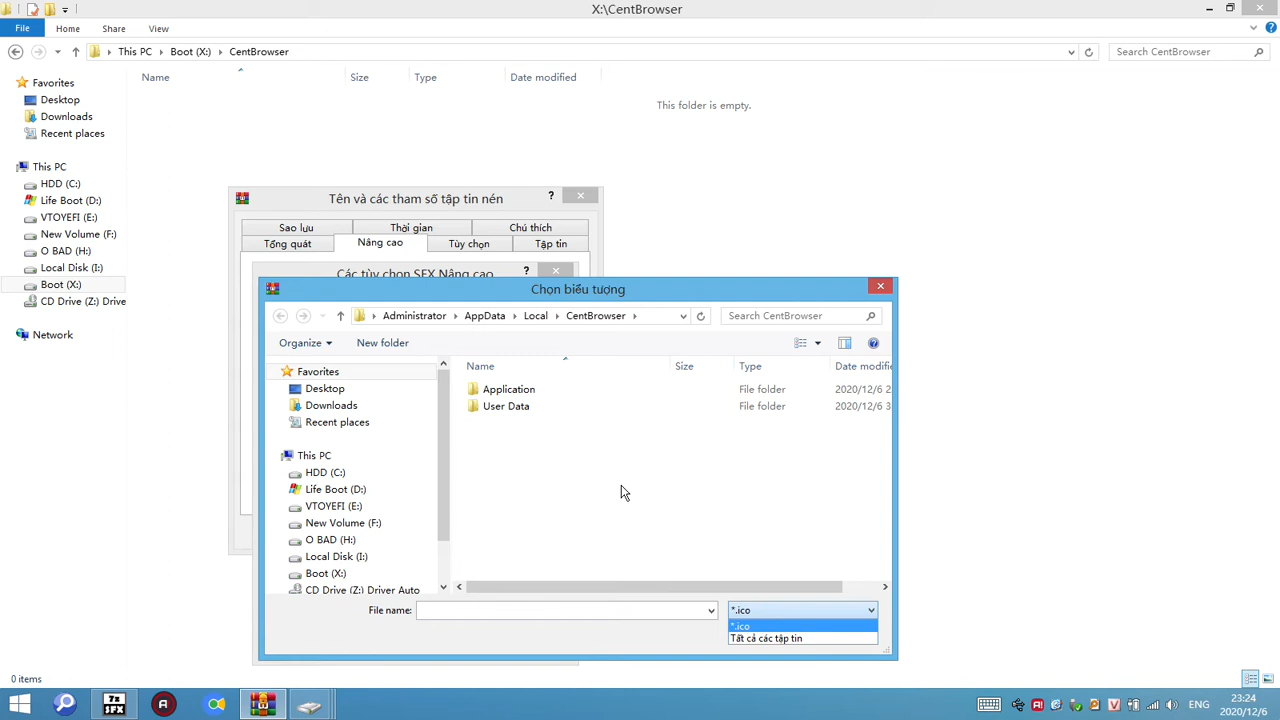 X:\CentBrowser
File Home Share View
This PC Boot (X:) CentBrowser Search CentBrowser
Name Size Type Date modified
This folder is empty.
Favorites
Desktop
Downloads
Recent places
This PC
HDD (C:)
Life Boot (D:)
VTOYEFI (E:)
New Volume (F:)
O BAD (H:)
Local Disk (I:)
Boot (X:)
CD Drive (Z:) Drive
Network
Tên và các tham số tập tin nén ?
Sao lưu Thời gian Chú thích
Tổng quát Nâng cao Tùy chọn Tập tin
Các tùy chọn SFX Nâng cao ?
Chọn biểu tượng
Administrator AppData Local CentBrowser Search CentBrowser
Organize New folder
Name Size Type Date modifie
Application File folder 2020/12/6 2
User Data File folder 2020/12/6 3
Favorites
Desktop
Downloads
Recent places
This PC
HDD (C:)
Life Boot (D:)
VTOYEFI (E:)
New Volume (F:)
O BAD (H:)
Local Disk (I:)
Boot (X:)
CD Drive (Z:) Driver Auto
File name: *.ico
*.ico
Tất cả các tập tin
0 items
7z SFX
ENG
23:24
2020/12/6